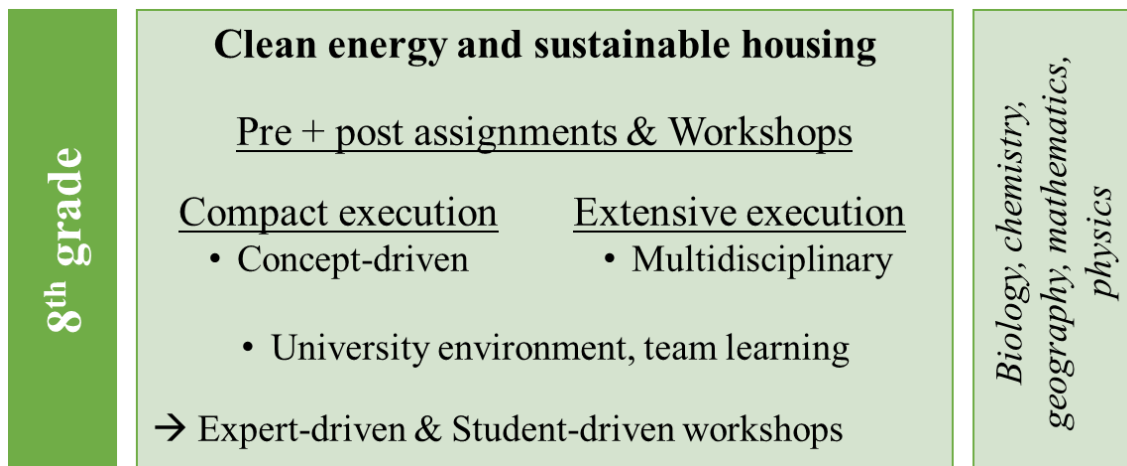 8th grade
Clean energy and sustainable housing
Pre + post assignments & Workshops
Compact execution
• Concept-driven
Extensive execution
• Multidisciplinary
• University environment, team learning
→ Expert-driven & Student-driven workshops
Biology, chemistry,
geography, mathematics,
physics